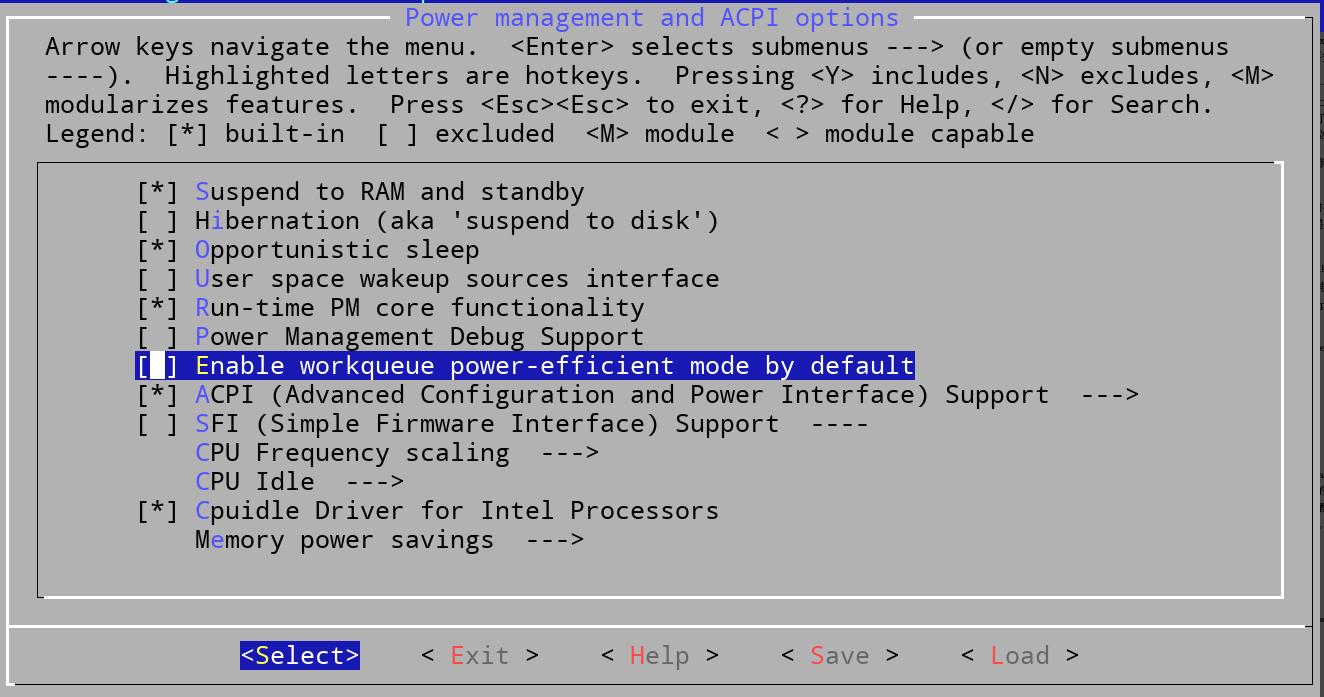 Power management and ACPI options
Arrow keys navigate the menu.  <Enter> selects submenus ---> (or empty submenus
----).  Highlighted letters are hotkeys.  Pressing <Y> includes, <N> excludes, <M>
modularizes features.  Press <Esc><Esc> to exit, <?> for Help, </> for Search.
Legend: [*] built-in  [ ] excluded  <M> module  < > module capable
[*] Suspend to RAM and standby
[ ] Hibernation (aka 'suspend to disk')
[*] Opportunistic sleep
[ ] User space wakeup sources interface
[*] Run-time PM core functionality
[ ] Power Management Debug Support
[ ] Enable workqueue power-efficient mode by default
[*] ACPI (Advanced Configuration and Power Interface) Support  --->
[ ] SFI (Simple Firmware Interface) Support  ----
CPU Frequency scaling  --->
CPU Idle  --->
[*] Cpuidle Driver for Intel Processors
Memory power savings  --->
<Select>    < Exit >    < Help >    < Save >    < Load >